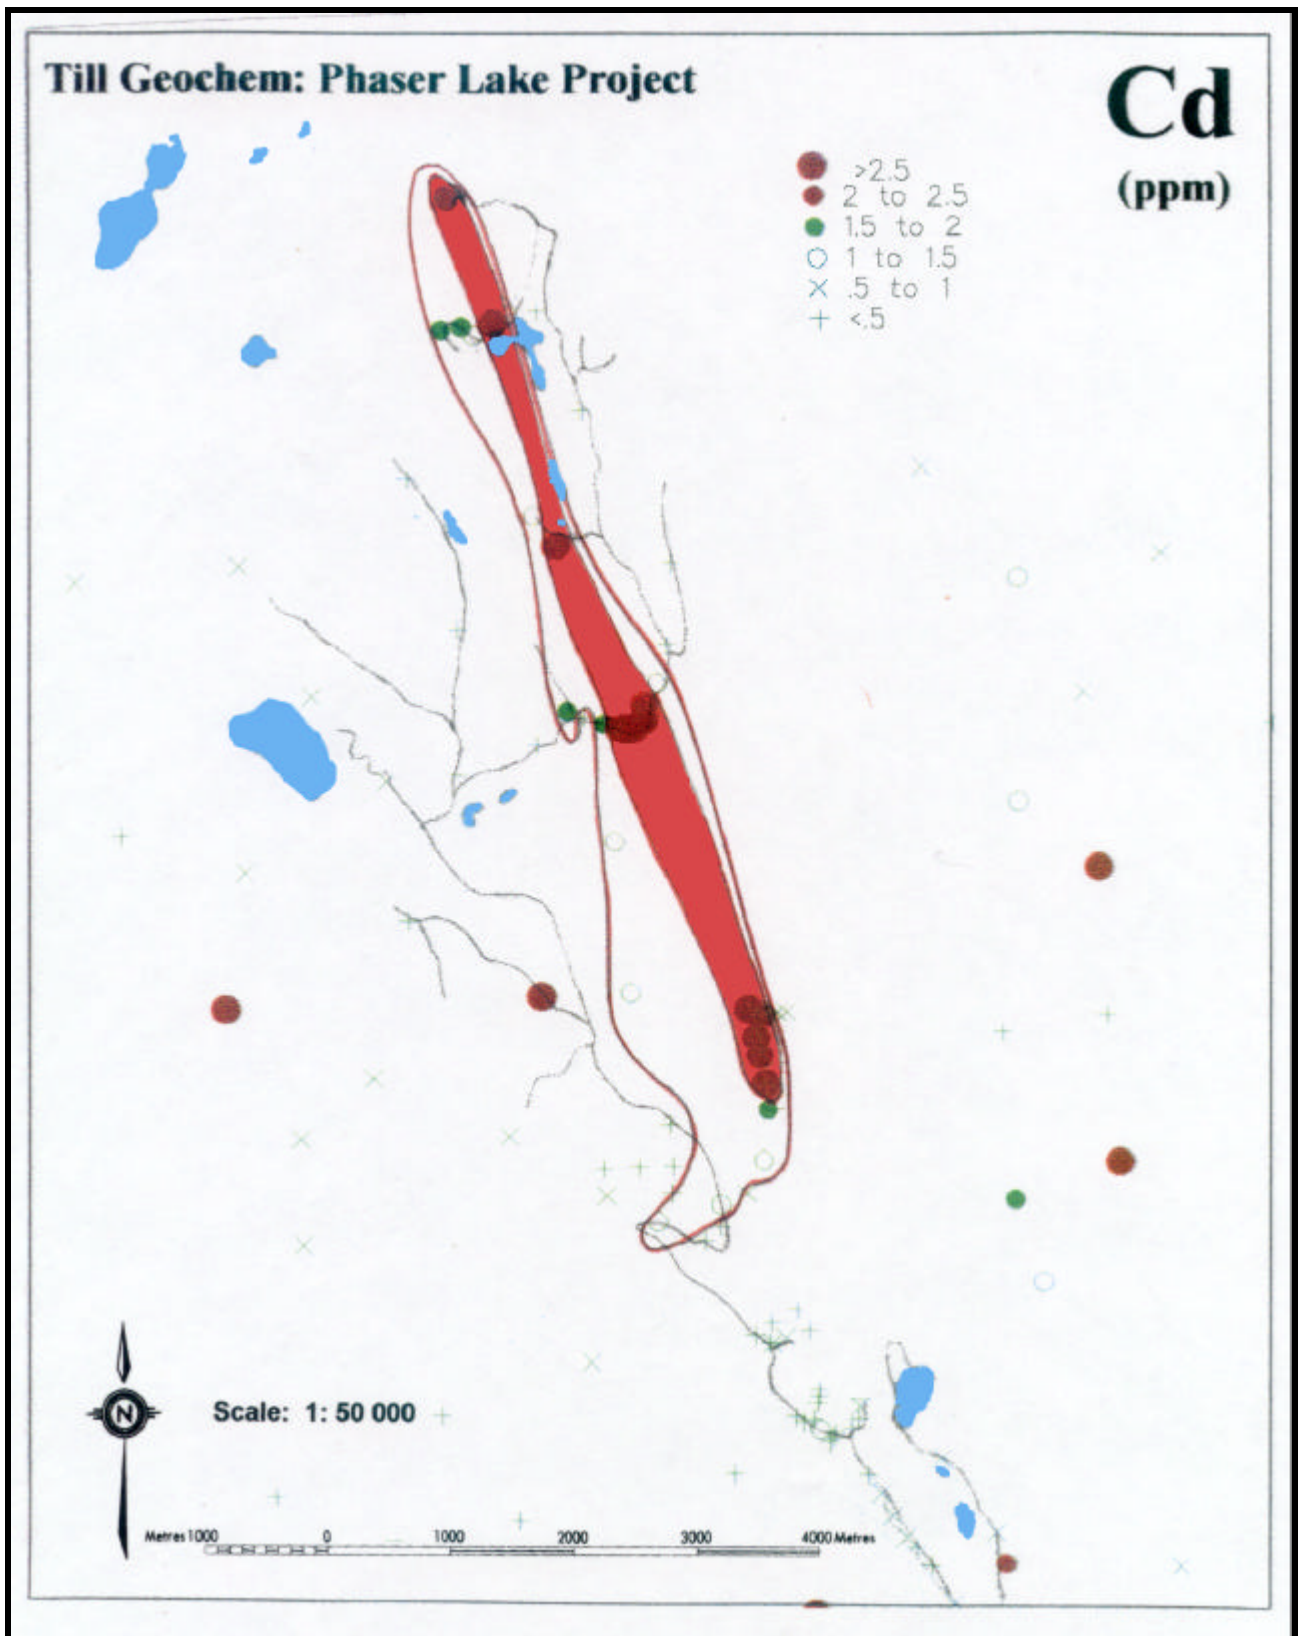 Till Geochem: Phaser Lake Project
Cd
(ppm)
>2.5
2 to 2.5
1.5 to 2
1 to 1.5
.5 to 1
<.5
N
Scale: 1: 50 000
Metres 1000 0 1000 2000 3000 4000 Metres